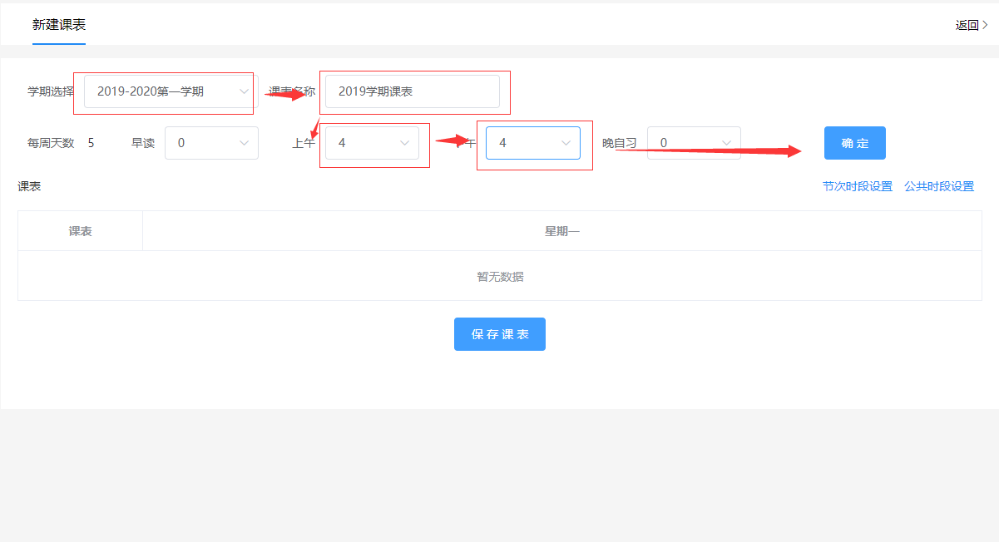 新建课表
返回
学期选择 2019-2020第一学期 课表名称 2019学期课表
每周天数 5 早读 0 上午 4 午 4 晚自习 0 确定
课表 节次时段设置 公共时段设置
课表 星期一
暂无数据
保存课表